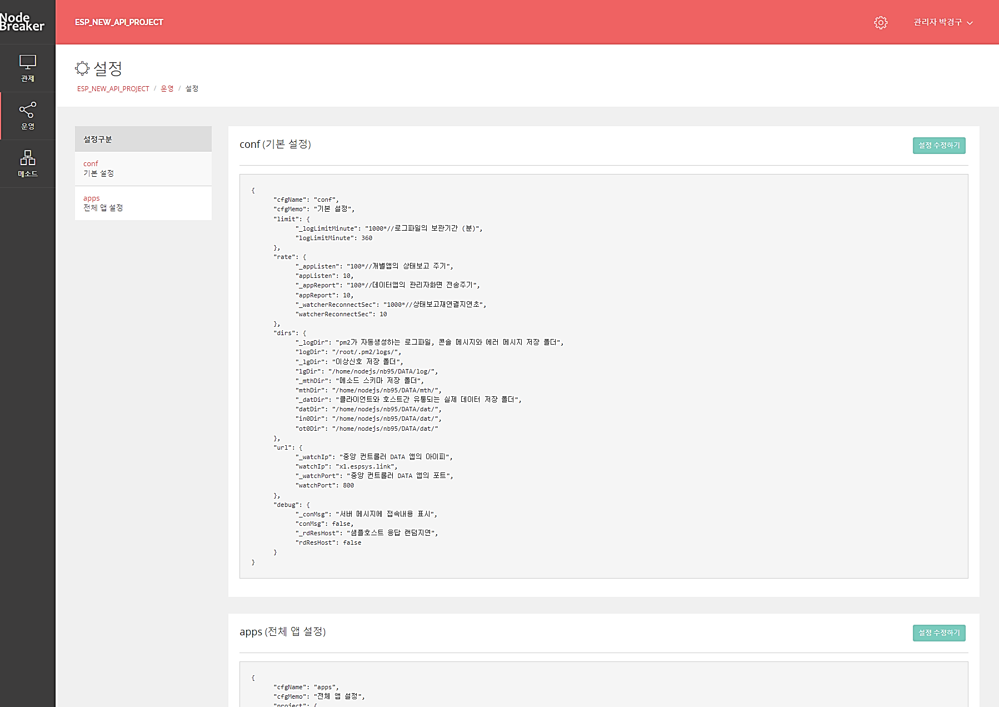 Node
Breaker
ESP_NEW_API_PROJECT
관리자 박경구
관제
운영
메소드
설정
ESP_NEW_API_PROJECT / 운영 / 설정
설정구분
conf
기본 설정
apps
전체 앱 설정
conf (기본 설정)
설정 수정하기
{
"cfgName": "conf",
"cfgMemo": "기본 설정",
"limit": {
"_logLimitMinute": "1000*//로그파일의 보관기간 (분)",
"logLimitMinute": 360
},
"rate": {
"_appListen": "100*//개별앱의 상태보고 주기",
"appListen": 10,
"_appReport": "100*//데이터앱의 관리자화면 전송주기",
"appReport": 10,
"_watcherReconnectSec": "1000*//상태보고재연결지연초",
"watcherReconnectSec": 10
},
"dirs": {
"_logDir": "pm2가 자동생성하는 로그파일, 콘솔 메시지와 에러 메시지 저장 폴더",
"logDir": "/root/.pm2/logs/",
"_lgDir": "이상신호 저장 폴더",
"lgDir": "/home/nodejs/nb95/DATA/log/",
"_mthDir": "메소드 스키마 저장 폴더",
"mthDir": "/home/nodejs/nb95/DATA/mth/",
"_datDir": "클라이언트와 호스트간 유통되는 실제 데이터 저장 폴더",
"datDir": "/home/nodejs/nb95/DATA/dat/",
"in0Dir": "/home/nodejs/nb95/DATA/dat/",
"ot0Dir": "/home/nodejs/nb95/DATA/dat/"
},
"url": {
"_watchIp": "중앙 컨트롤러 DATA 앱의 아이피",
"watchIp": "x1.espsys.link",
"_watchPort": "중앙 컨트롤러 DATA 앱의 포트",
"watchPort": 800
},
"debug": {
"_conMsg": "서버 메시지에 접속내용 표시",
"conMsg": false,
"_rdResHost": "샘플호스트 응답 랜덤지연",
"rdResHost": false
}
}
apps (전체 앱 설정)
설정 수정하기
{
"cfgName": "apps",
"cfgMemo": "전체 앱 설정",
"project": {